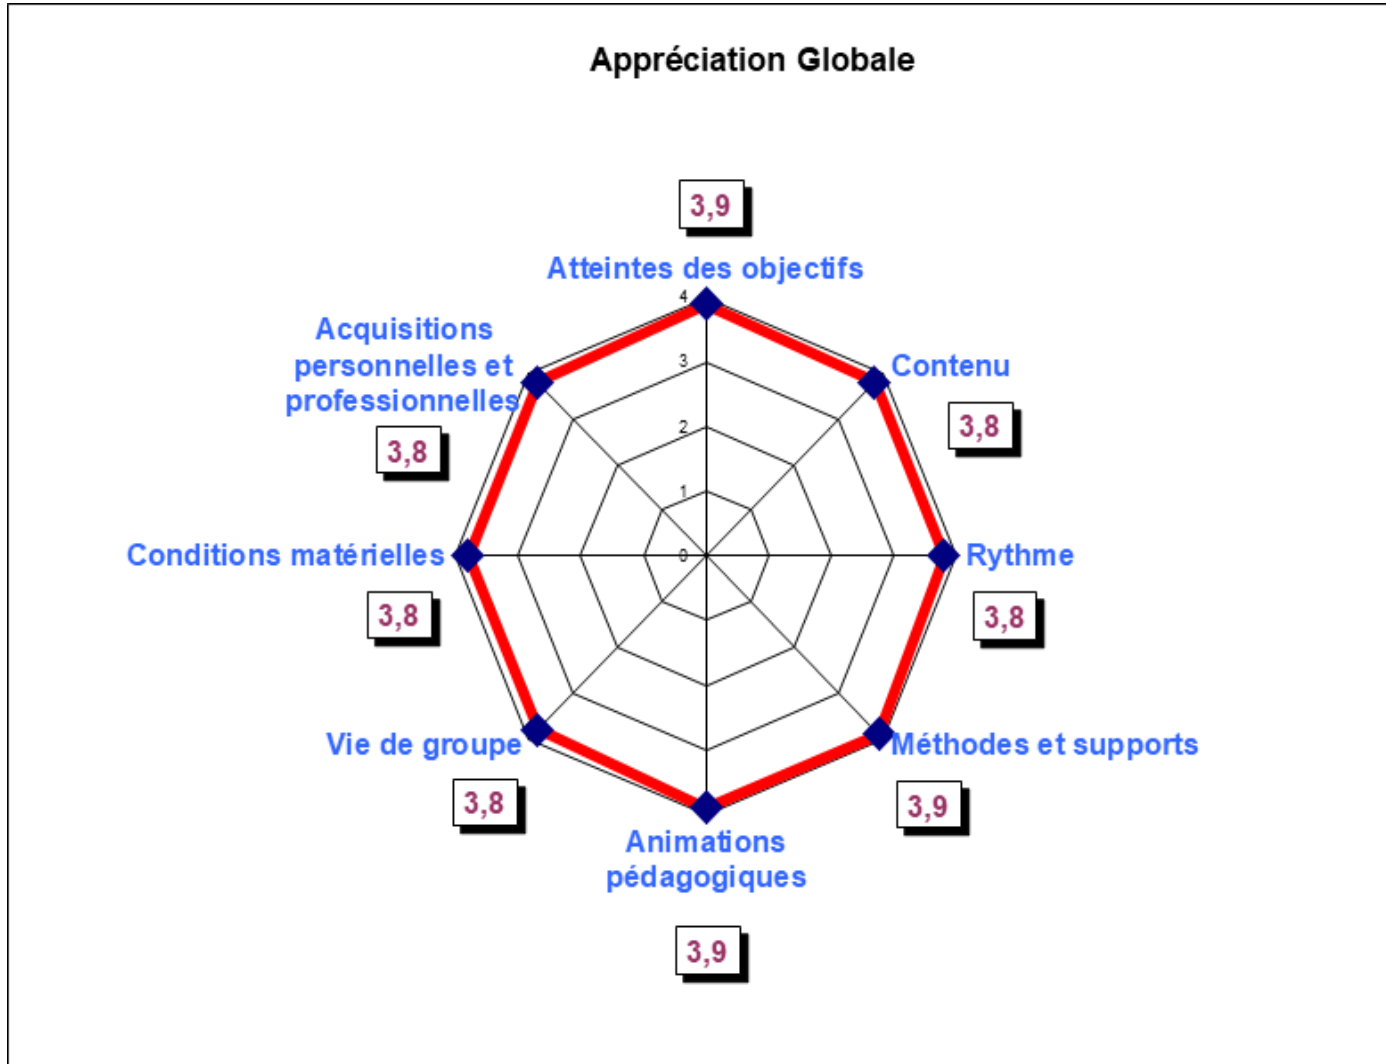 Appréciation Globale
3,9
Atteintes des objectifs
Acquisitions
personnelles et
professionnelles
3,8
Contenu
3,8
4
3
2
1
0
Conditions matérielles
3,8
Rythme
3,8
Vie de groupe
3,8
Méthodes et supports
3,9
Animations
pédagogiques
3,9